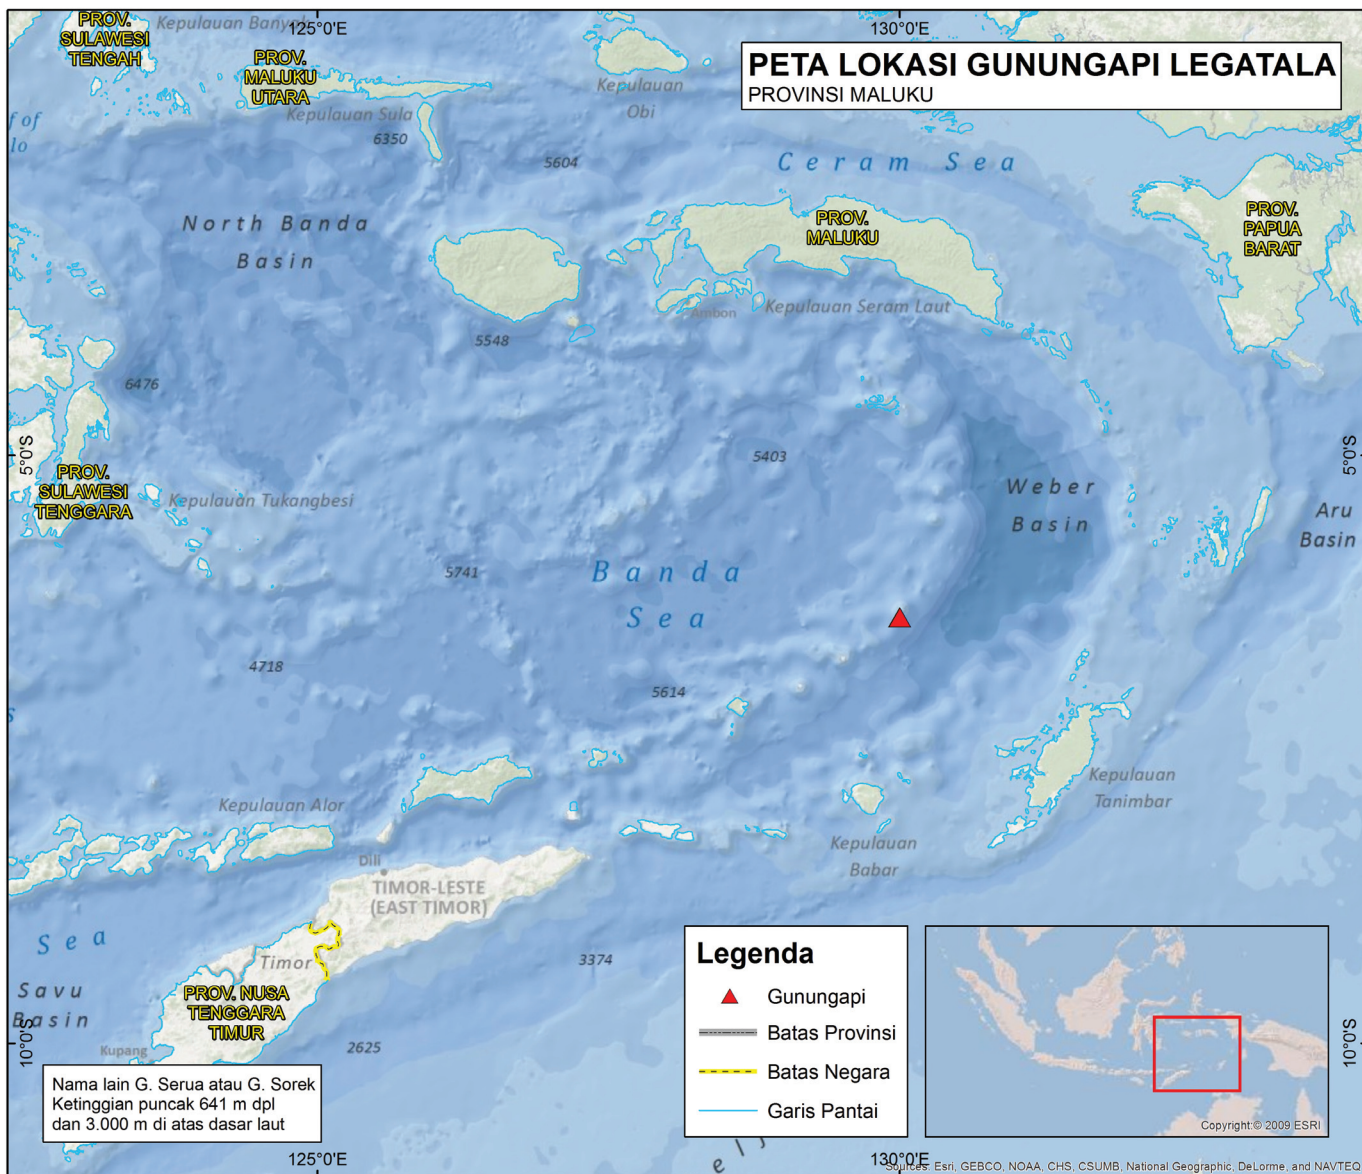 125°0'E
130°0'E
PETA LOKASI GUNUNGAPI LEGATALA
PROVINSI MALUKU
PROV.
SULAWESI
TENGAH
Kepulauan
PROV.
MALUKU
UTARA
Kepulauan Sula
6350
Kepulauan
Obi
5604
Ceram Sea
North Banda
Basin
PROV.
MALUKU
PROV.
PAPUA
BARAT
Ambon
Kepulauan Seram Laut
5548
6476
5°0'S
5403
5°0'S
PROV.
SULAWESI
TENGGARA
Kepulauan Tukangbesi
Weber
Basin
Aru
Basin
5741
Banda
Sea
4718
5614
Kepulauan
Tanimbar
Kepulauan Alor
Kepulauan
Babar
Dili
TIMOR-LESTE
(EAST TIMOR)
Sea
Savu
Basin
Timor
3374
PROV. NUSA
TENGGARA
TIMUR
10°0'S
Kupang
2625
10°0'S
Nama lain G. Serua atau G. Sorek
Ketinggian puncak 641 m dpl
dan 3.000 m di atas dasar laut
Legenda
Gunungapi
Batas Provinsi
Batas Negara
Garis Pantai
Copyright:© 2009 ESRI
125°0'E
130°0'E
Sources: Esri, GEBCO, NOAA, CHS, CSUMB, National Geographic, DeLorme, and NAVTEQ